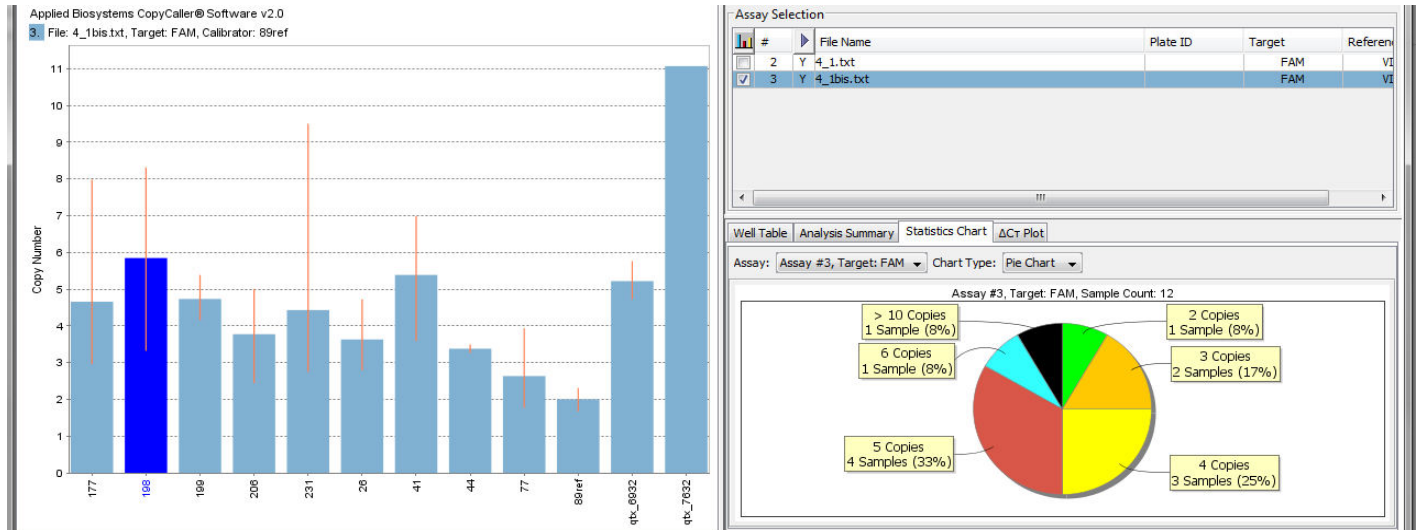 Applied Biosystems CopyCaller® Software v2.0
3. File: 4_1bis.txt, Target: FAM, Calibrator: 89ref
11
10
9
8
7
6
5
4
3
2
1
0
Copy Number
177
198
199
206
231
26
41
44
77
89ref
qtx_6932
qtx_7632
Assay Selection
# File Name Plate ID Target Referen
2 Y 4_1.txt FAM VI
3 Y 4_1bis.txt FAM VI
Well Table Analysis Summary Statistics Chart ΔCT Plot
Assay: Assay #3, Target: FAM Chart Type: Pie Chart
Assay #3, Target: FAM, Sample Count: 12
> 10 Copies
1 Sample (8%)
2 Copies
1 Sample (8%)
6 Copies
1 Sample (8%)
3 Copies
2 Samples (17%)
5 Copies
4 Samples (33%)
4 Copies
3 Samples (25%)